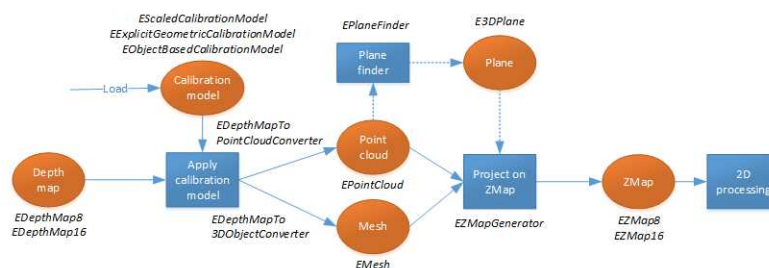 EScaledCalibrationModel
EExplicitGeometricCalibrationModel
EObjectBasedCalibrationModel
EPlaneFinder
E3DPlane
Load
Calibration
model
Plane
finder
Plane
EDepthMapTo
PointCloudConverter
Depth
map
Apply
calibration
model
Point
cloud
Project on
ZMap
ZMap
2D
processing
EPointCloud
EDepthMap8
EDepthMap16
EDepthMapTo
3DObjectConverter
Mesh
EZMapGenerator
EZMap8
EZMap16
EMesh